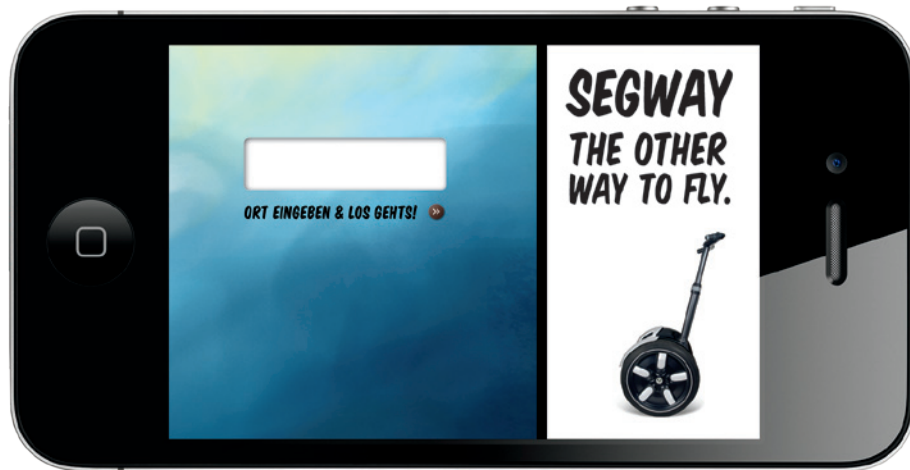 ORT EINGEBEN & LOS GEHTS!
SEGWAY
THE OTHER
WAY TO FLY.